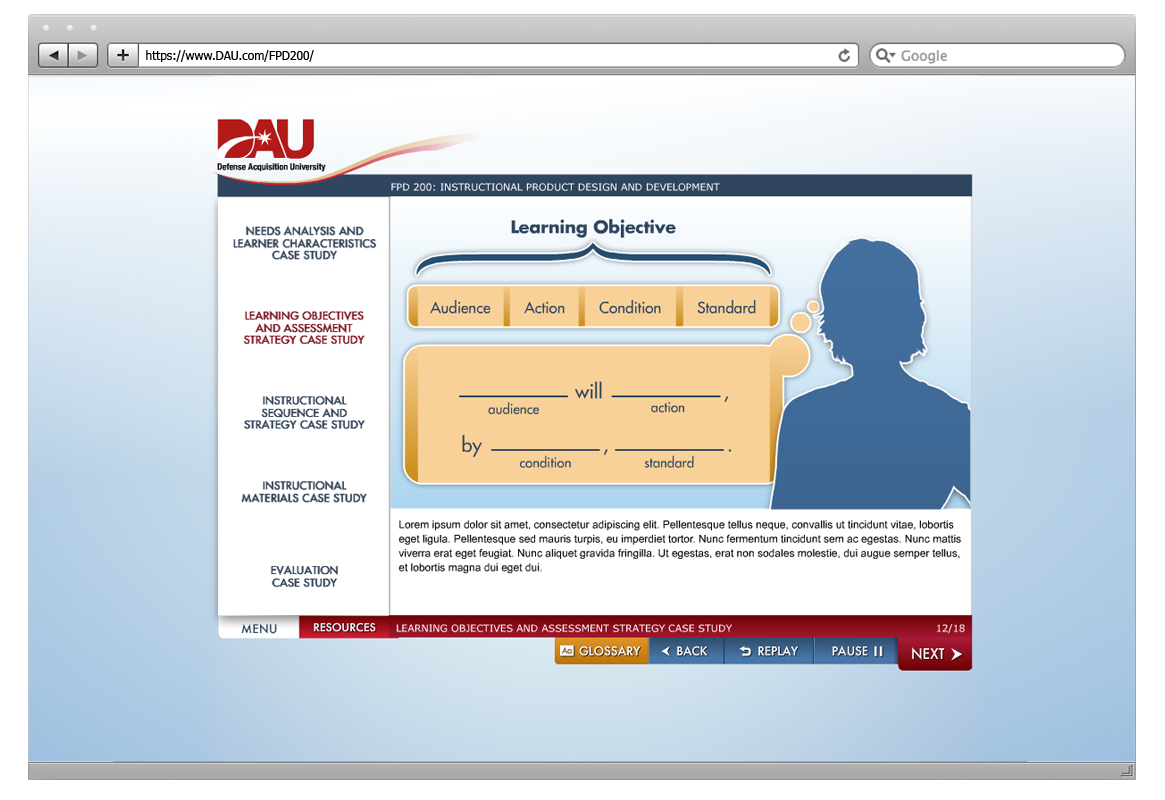 https://www.DAU.com/FPD200/
Google
DAU
Defense Acquisition University
FPD 200: INSTRUCTIONAL PRODUCT DESIGN AND DEVELOPMENT
NEEDS ANALYSIS AND
LEARNER CHARACTERISTICS
CASE STUDY
LEARNING OBJECTIVES
AND ASSESSMENT
STRATEGY CASE STUDY
INSTRUCTIONAL
SEQUENCE AND
STRATEGY CASE STUDY
INSTRUCTIONAL
MATERIALS CASE STUDY
EVALUATION
CASE STUDY
Learning Objective
Audience Action Condition Standard
__________ will __________,
audience action
by __________, __________.
condition standard
Lorem ipsum dolor sit amet, consectetur adipiscing elit. Pellentesque tellus neque, convallis ut tincidunt vitae, lobortis
eget ligula. Pellentesque sed mauris turpis, eu imperdiet tortor. Nunc fermentum tincidunt sem ac egestas. Nunc mattis
viverra erat eget feugiat. Nunc aliquet gravida fringilla. Ut egestas, erat non sodales molestie, dui augue semper tellus,
et lobortis magna dui eget dui.
MENU RESOURCES LEARNING OBJECTIVES AND ASSESSMENT STRATEGY CASE STUDY 12/18
Aa GLOSSARY BACK REPLAY PAUSE NEXT